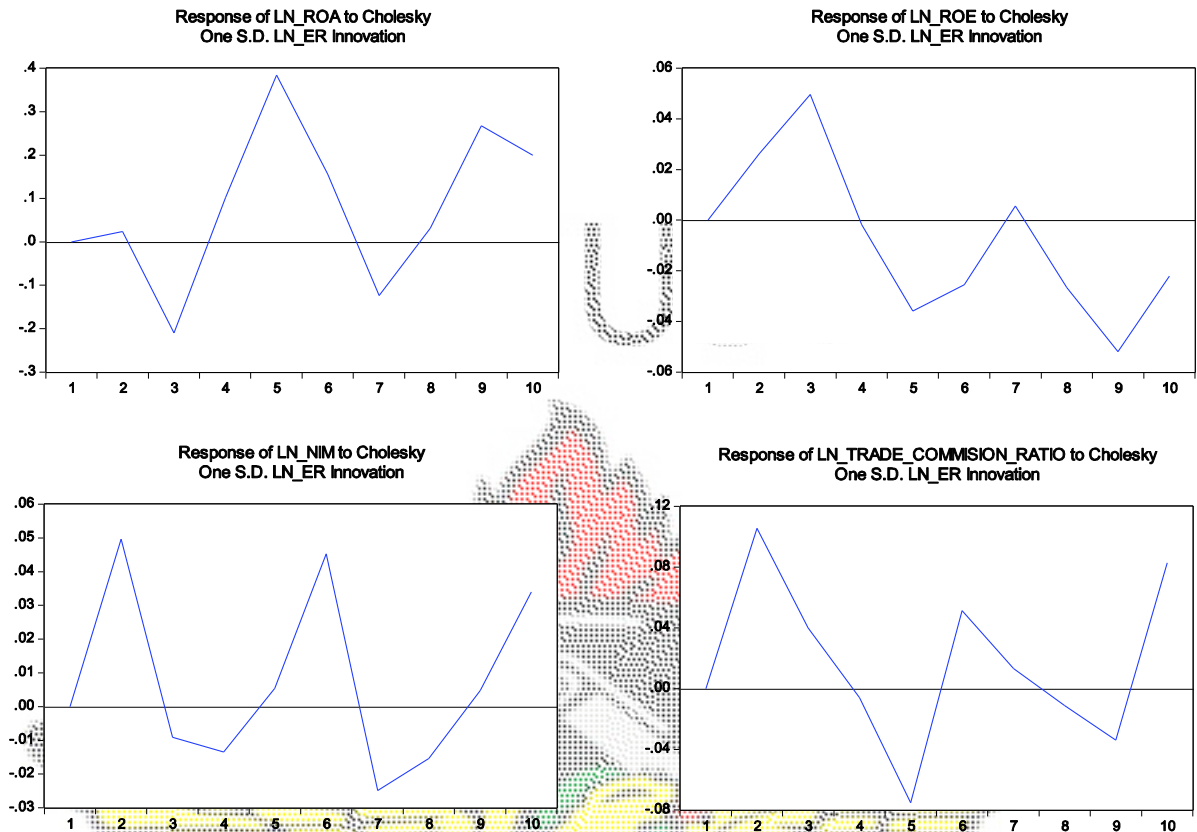 Response of LN_ROA to Cholesky
One S.D. LN_ER Innovation
.4
.3
.2
.1
.0
-.1
-.2
-.3
1 2 3 4 5 6 7 8 9 10
Response of LN_ROE to Cholesky
One S.D. LN_ER Innovation
.06
.04
.02
.00
-.02
-.04
-.06
1 2 3 4 5 6 7 8 9 10
Response of LN_NIM to Cholesky
One S.D. LN_ER Innovation
.06
.05
.04
.03
.02
.01
.00
-.01
-.02
-.03
1 2 3 4 5 6 7 8 9 10
Response of LN_TRADE_COMMISION_RATIO to Cholesky
One S.D. LN_ER Innovation
.12
.08
.04
.00
-.04
-.08
1 2 3 4 5 6 7 8 9 10
U